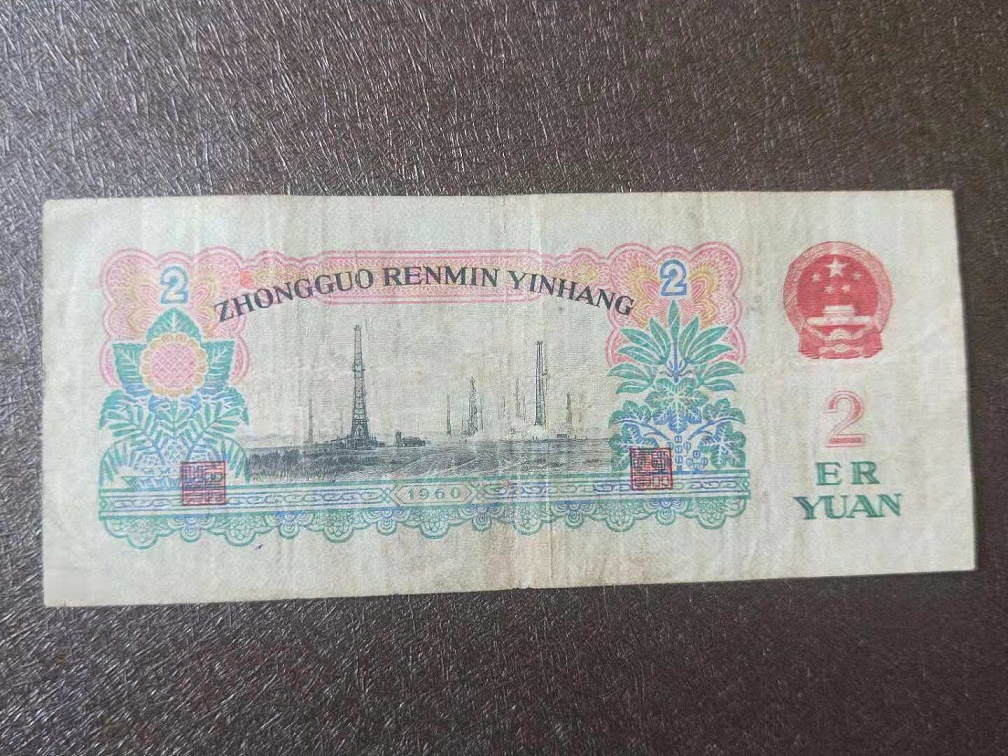 2
2
ZHONGGUO RENMIN YINHANG
2
ER
YUAN
1960